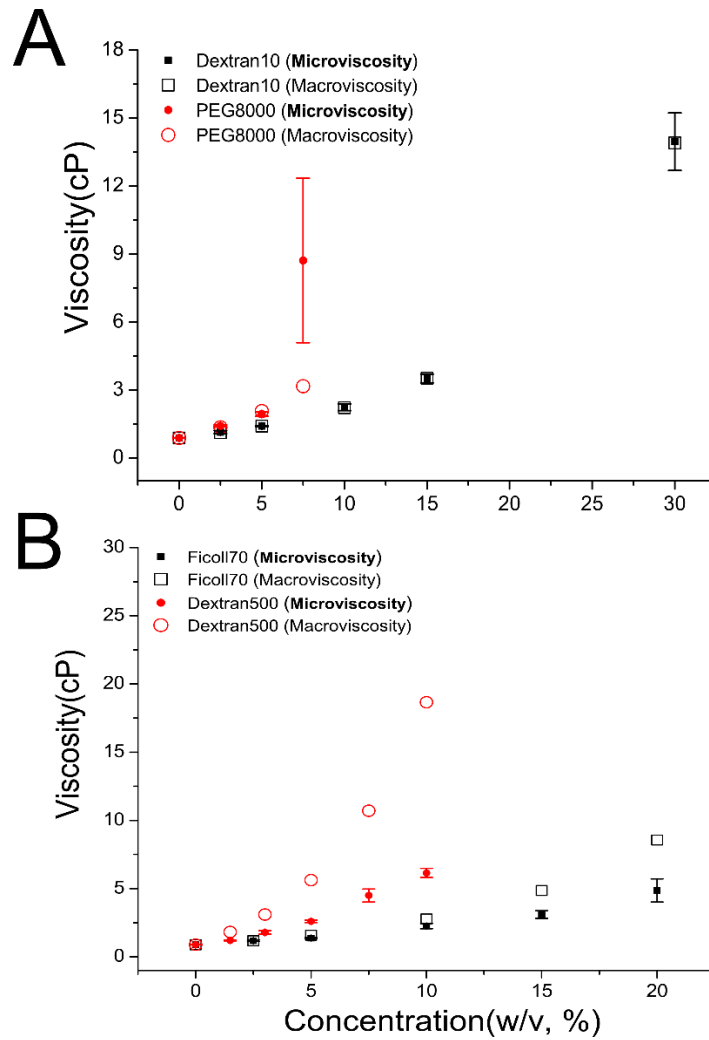 A
Dextran10 (Microviscosity)
Dextran10 (Macroviscosity)
PEG8000 (Microviscosity)
PEG8000 (Macroviscosity)
Viscosity(cP)
18
15
12
9
6
3
0
0 5 10 15 20 25 30
B
Ficoll70 (Microviscosity)
Ficoll70 (Macroviscosity)
Dextran500 (Microviscosity)
Dextran500 (Macroviscosity)
Viscosity(cP)
30
25
20
15
10
5
0
0 5 10 15 20
Concentration(w/v, %)